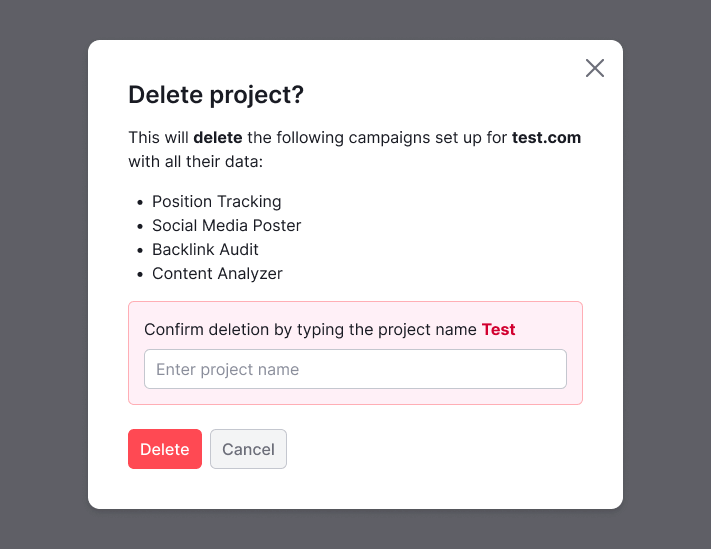 Delete project?
This will delete the following campaigns set up for test.com
with all their data:
• Position Tracking
• Social Media Poster
• Backlink Audit
• Content Analyzer
Confirm deletion by typing the project name Test
Enter project name
Delete Cancel